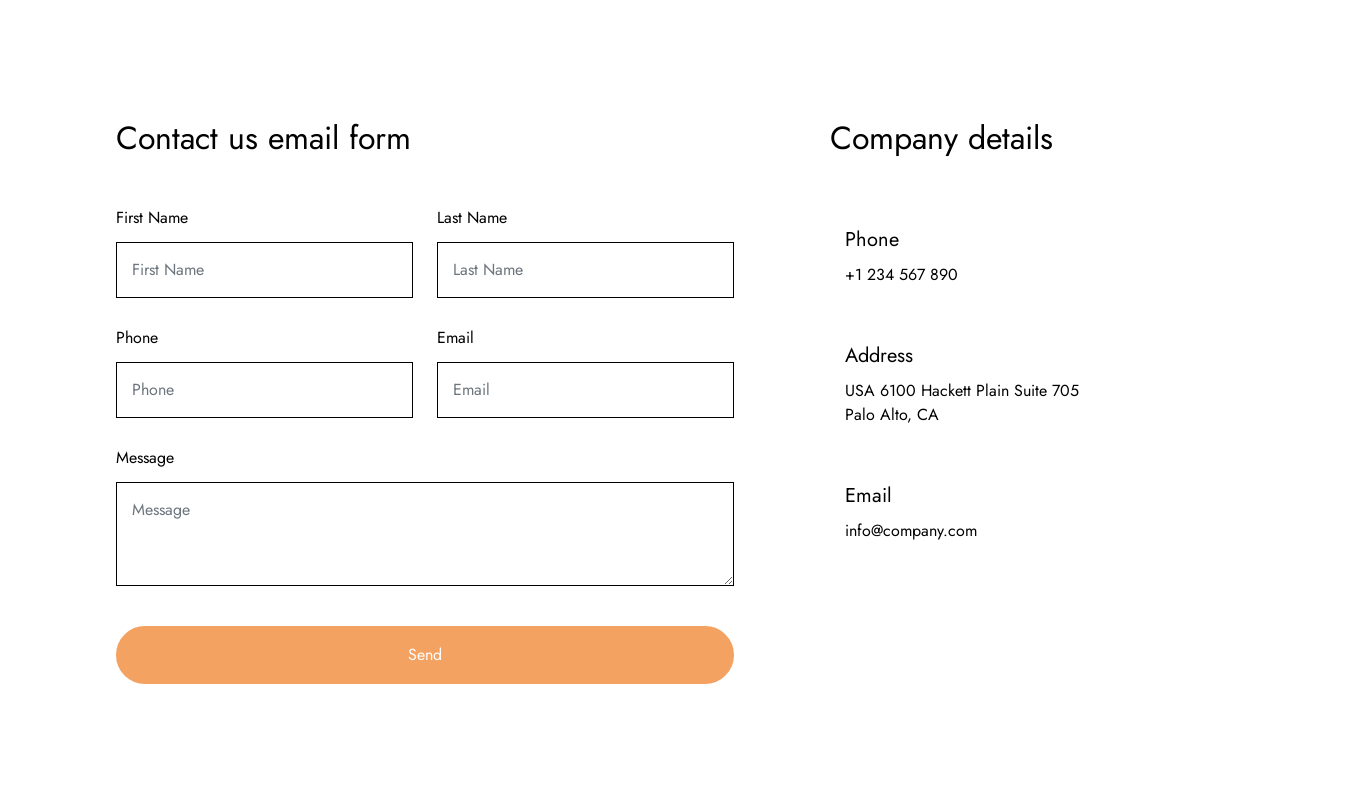 Contact us email form
First Name
Last Name
First Name
Last Name
Phone
Email
Phone
Email
Message
Message
Send
Company details
Phone
+1 234 567 890
Address
USA 6100 Hackett Plain Suite 705
Palo Alto, CA
Email
info@company.com